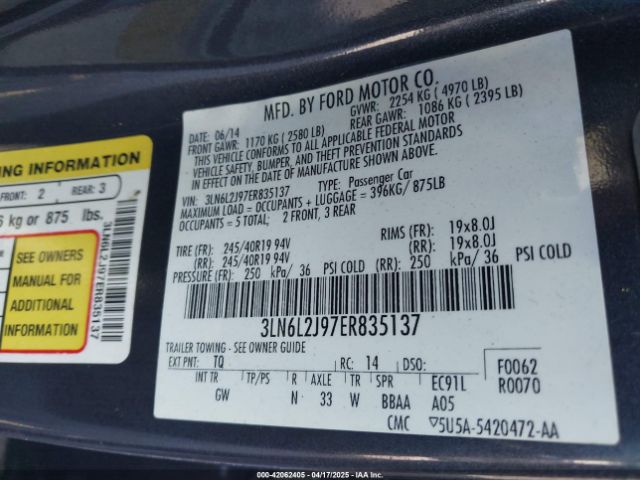 MFD. BY FORD MOTOR CO.
DATE: 06/14 GVWR: 2254 KG ( 4970 LB)
FRONT GAWR: 1170 KG ( 2580 LB) REAR GAWR: 1086 KG ( 2395 LB)
THIS VEHICLE CONFORMS TO ALL APPLICABLE FEDERAL MOTOR
VEHICLE SAFETY, BUMPER, AND THEFT PREVENTION STANDARDS
IN EFFECT ON THE DATE OF MANUFACTURE SHOWN ABOVE.
VIN: 3LN6L2J97ER835137 TYPE: Passenger Car
MAXIMUM LOAD = OCCUPANTS + LUGGAGE = 396KG/ 875LB
OCCUPANTS = 5 TOTAL; 2 FRONT, 3 REAR
TIRE (FR): 245/40R19 94V RIMS (FR): 19x8.0J
(RR): 245/40R19 94V (RR): 19x8.0J
PRESSURE (FR): 250 kPa/ 36 PSI COLD (RR): 250 kPa/ 36 PSI COLD
3LN6L2J97ER835137
TRAILER TOWING - SEE OWNER GUIDE
EXT PNT: TQ RC: 14 DSO: F0062
INT TR TP/PS R AXLE TR SPR EC91L R0070
GW N 33 W BBAA A05
CMC ▽5U5A-5420472-AA
ING INFORMATION
FRONT: 2 REAR: 3
6 kg or 875 lbs.
SEE OWNERS
MANUAL FOR
ADDITIONAL
INFORMATION
3LN6L2J97ER835137
000-42062405 - 04/17/2025 - IAAI.COM